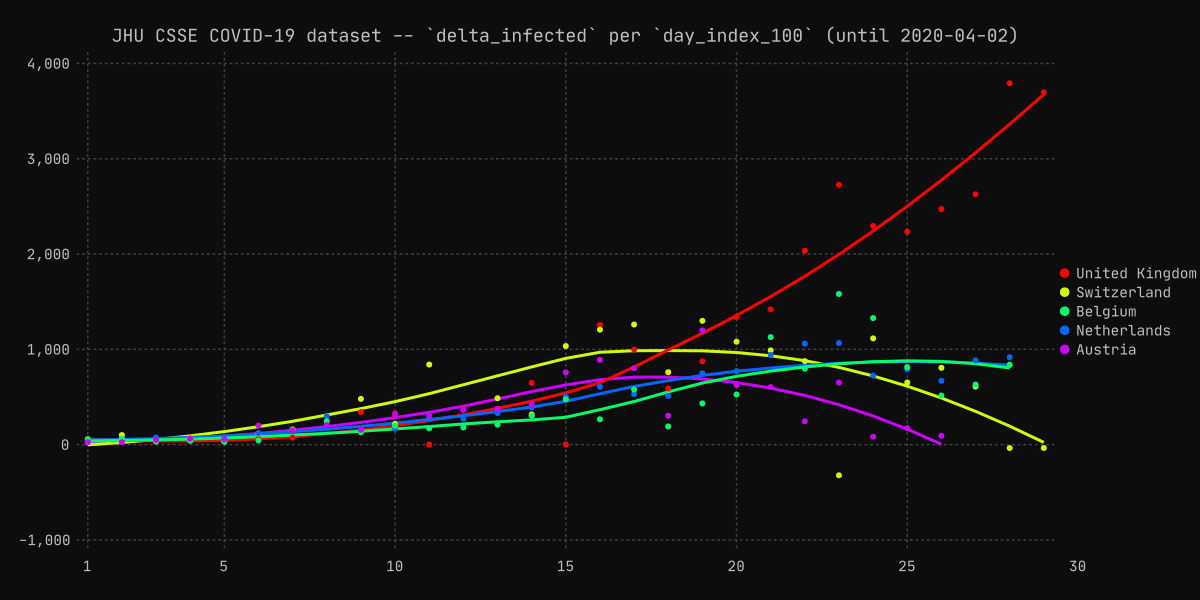 JHU CSSE COVID-19 dataset -- `delta_infected` per `day_index_100` (until 2020-04-02)
4,000
3,000
2,000
1,000
0
-1,000
1 5 10 15 20 25 30
United Kingdom
Switzerland
Belgium
Netherlands
Austria